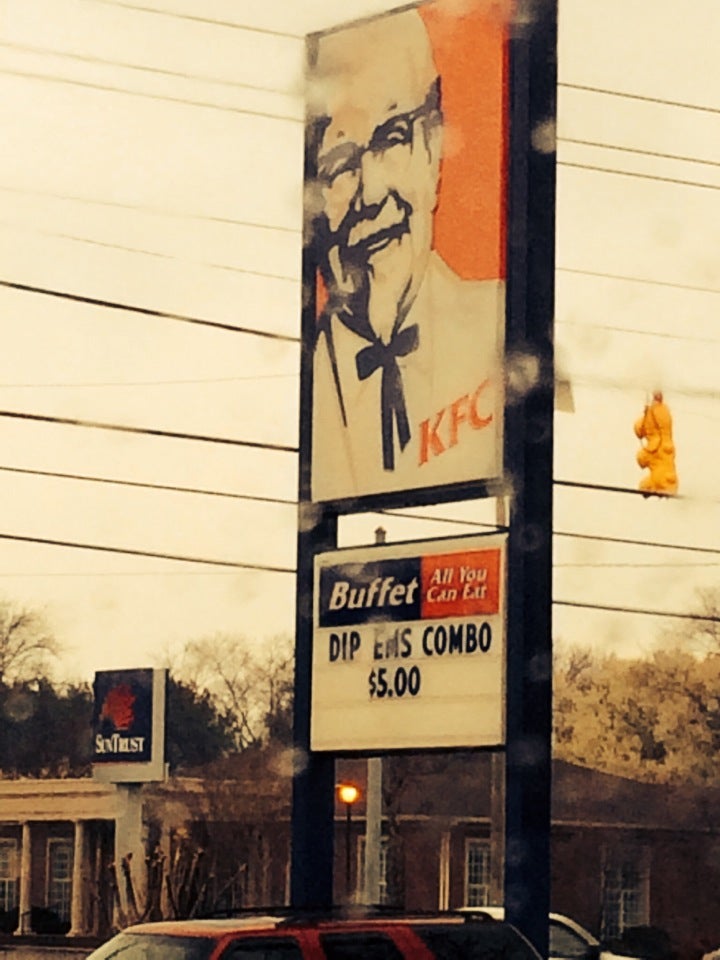 KFC
Buffet
All You
Can Eat
DIP EMS COMBO
$5.00
SUNTRUST